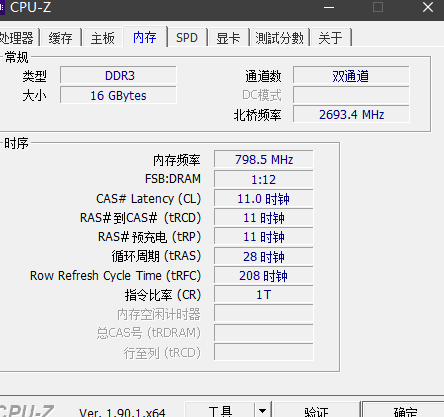 CPU-Z
处理器 缓存 主板 内存 SPD 显卡 測試分數 关于
常规
类型 DDR3 通道数 双通道
大小 16 GBytes DC模式
北桥频率 2693.4 MHz
时序
内存频率 798.5 MHz
FSB:DRAM 1:12
CAS# Latency (CL) 11.0 时钟
RAS# 到CAS# (tRCD) 11 时钟
RAS# 预充电 (tRP) 11 时钟
循环周期 (tRAS) 28 时钟
Row Refresh Cycle Time (tRFC) 208 时钟
指令比率 (CR) 1T
内存空闲计时器
总CAS号 (tRDRAM)
行至列 (tRCD)
CPU-Z Ver. 1.90.1.x64 工具 验证 确定